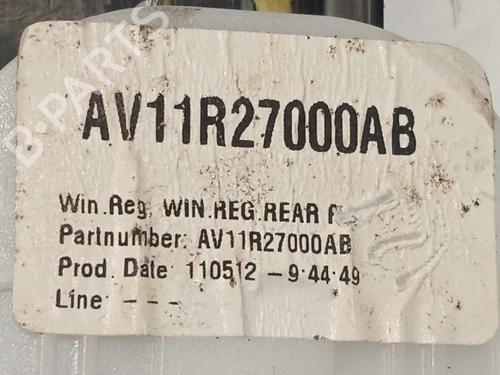 B-PARTS
AV11R27000AB
Win.Reg. WIN.REG.REAR
Partnumber: AV11R27000AB
Prod. Date: 110512 - 9:44:49
Line: - - -